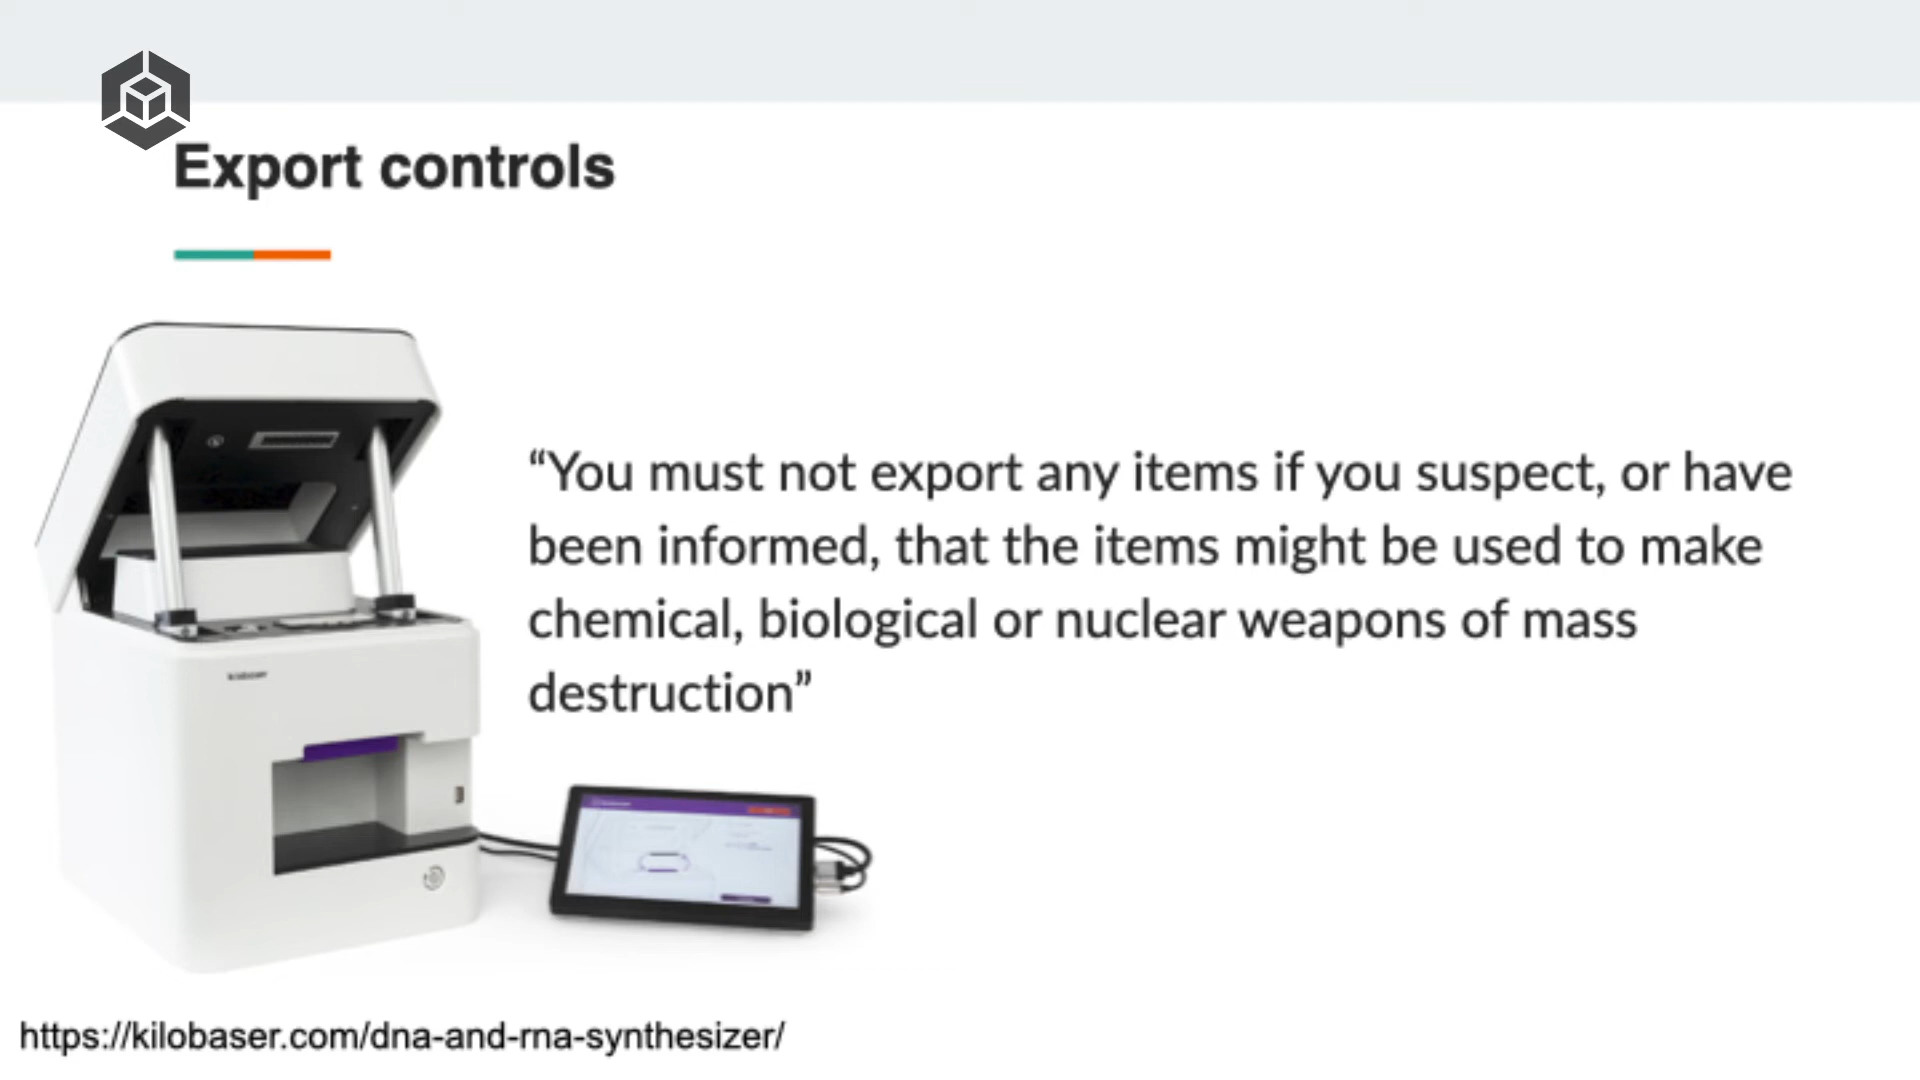 Export controls
“You must not export any items if you suspect, or have
been informed, that the items might be used to make
chemical, biological or nuclear weapons of mass
destruction”
kilobaser
https://kilobaser.com/dna-and-rna-synthesizer/